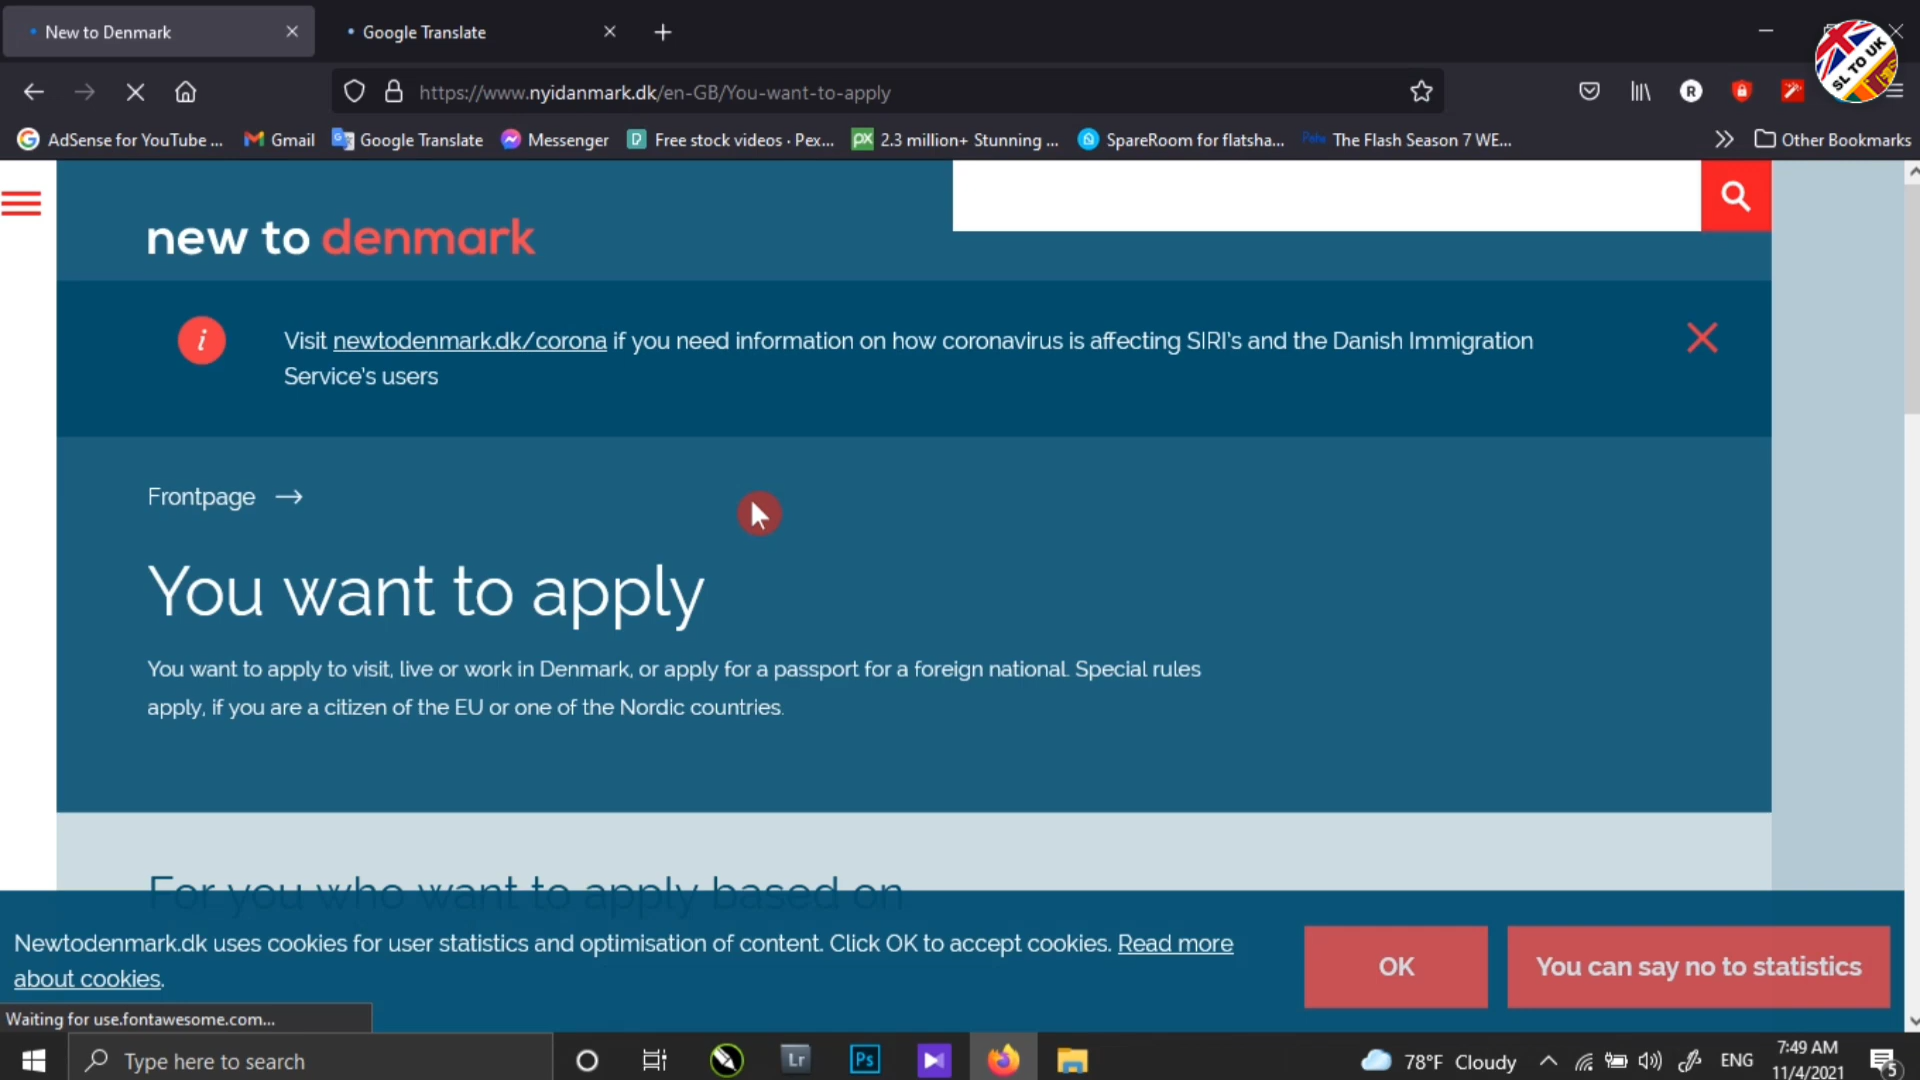 New to Denmark
Google Translate
SL TO UK
https://www.nyidanmark.dk/en-GB/You-want-to-apply
R
AdSense for YouTube ...
Gmail
Google Translate
Messenger
Free stock videos · Pex...
2.3 million+ Stunning ...
SpareRoom for flatsha...
The Flash Season 7 WE...
Other Bookmarks
new to denmark
i
Visit newtodenmark.dk/corona if you need information on how coronavirus is affecting SIRI's and the Danish Immigration
Service's users
Frontpage
You want to apply
You want to apply to visit, live or work in Denmark, or apply for a passport for a foreign national. Special rules
apply, if you are a citizen of the EU or one of the Nordic countries.
For you who want to apply based on
Newtodenmark.dk uses cookies for user statistics and optimisation of content. Click OK to accept cookies. Read more
about cookies.
OK
You can say no to statistics
Waiting for use.fontawesome.com...
Type here to search
Lr
Ps
78°F Cloudy
ENG
7:49 AM
11/4/2021
5